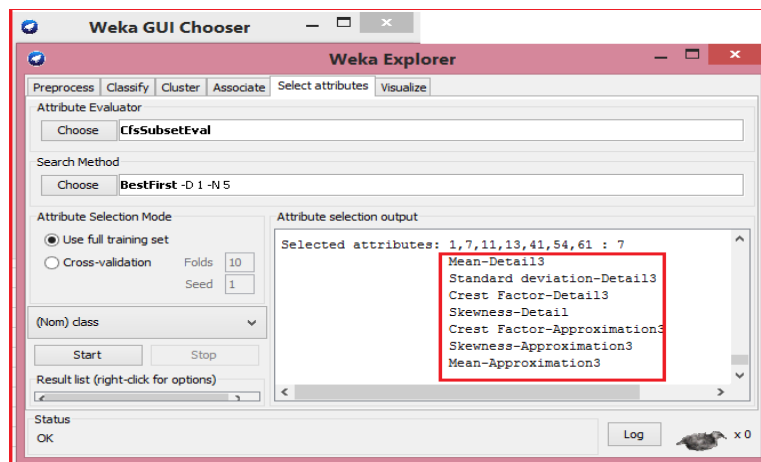 Weka GUI Chooser
Weka Explorer
Preprocess Classify Cluster Associate Select attributes Visualize
Attribute Evaluator
Choose CfsSubsetEval
Search Method
Choose BestFirst -D 1 -N 5
Attribute Selection Mode
Use full training set
Cross-validation Folds 10
Seed 1
(Nom) class
Start Stop
Result list (right-click for options)
Attribute selection output
Selected attributes: 1,7,11,13,41,54,61 : 7
Mean-Detail3
Standard deviation-Detail3
Crest Factor-Detail3
Skewness-Detail
Crest Factor-Approximation3
Skewness-Approximation3
Mean-Approximation3
Status
OK
Log x 0